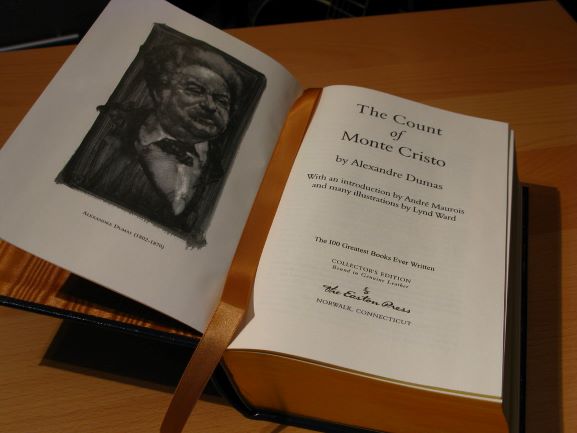 ALEXANDRE DUMAS (1802-1870)
The Count
of
Monte Cristo
by Alexandre Dumas
With an introduction by André Maurois
and many illustrations by Lynd Ward
The 100 Greatest Books Ever Written
COLLECTOR'S EDITION
Bound in Genuine Leather
The Easton Press
NORWALK, CONNECTICUT